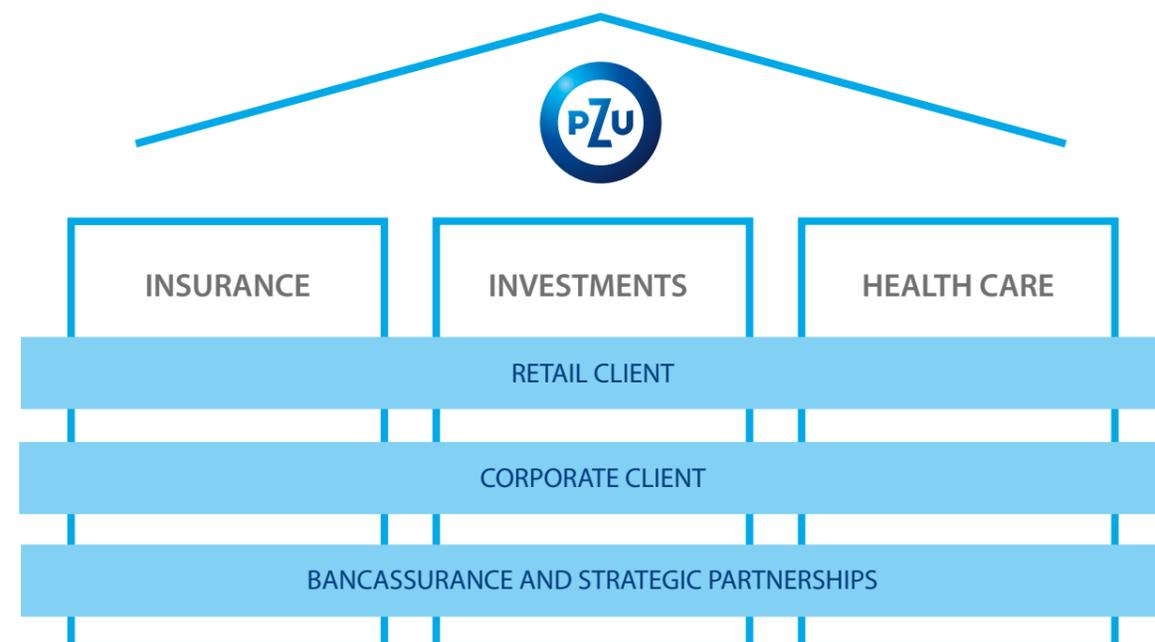 PZU
INSURANCE
INVESTMENTS
HEALTH CARE
RETAIL CLIENT
CORPORATE CLIENT
BANCASSURANCE AND STRATEGIC PARTNERSHIPS